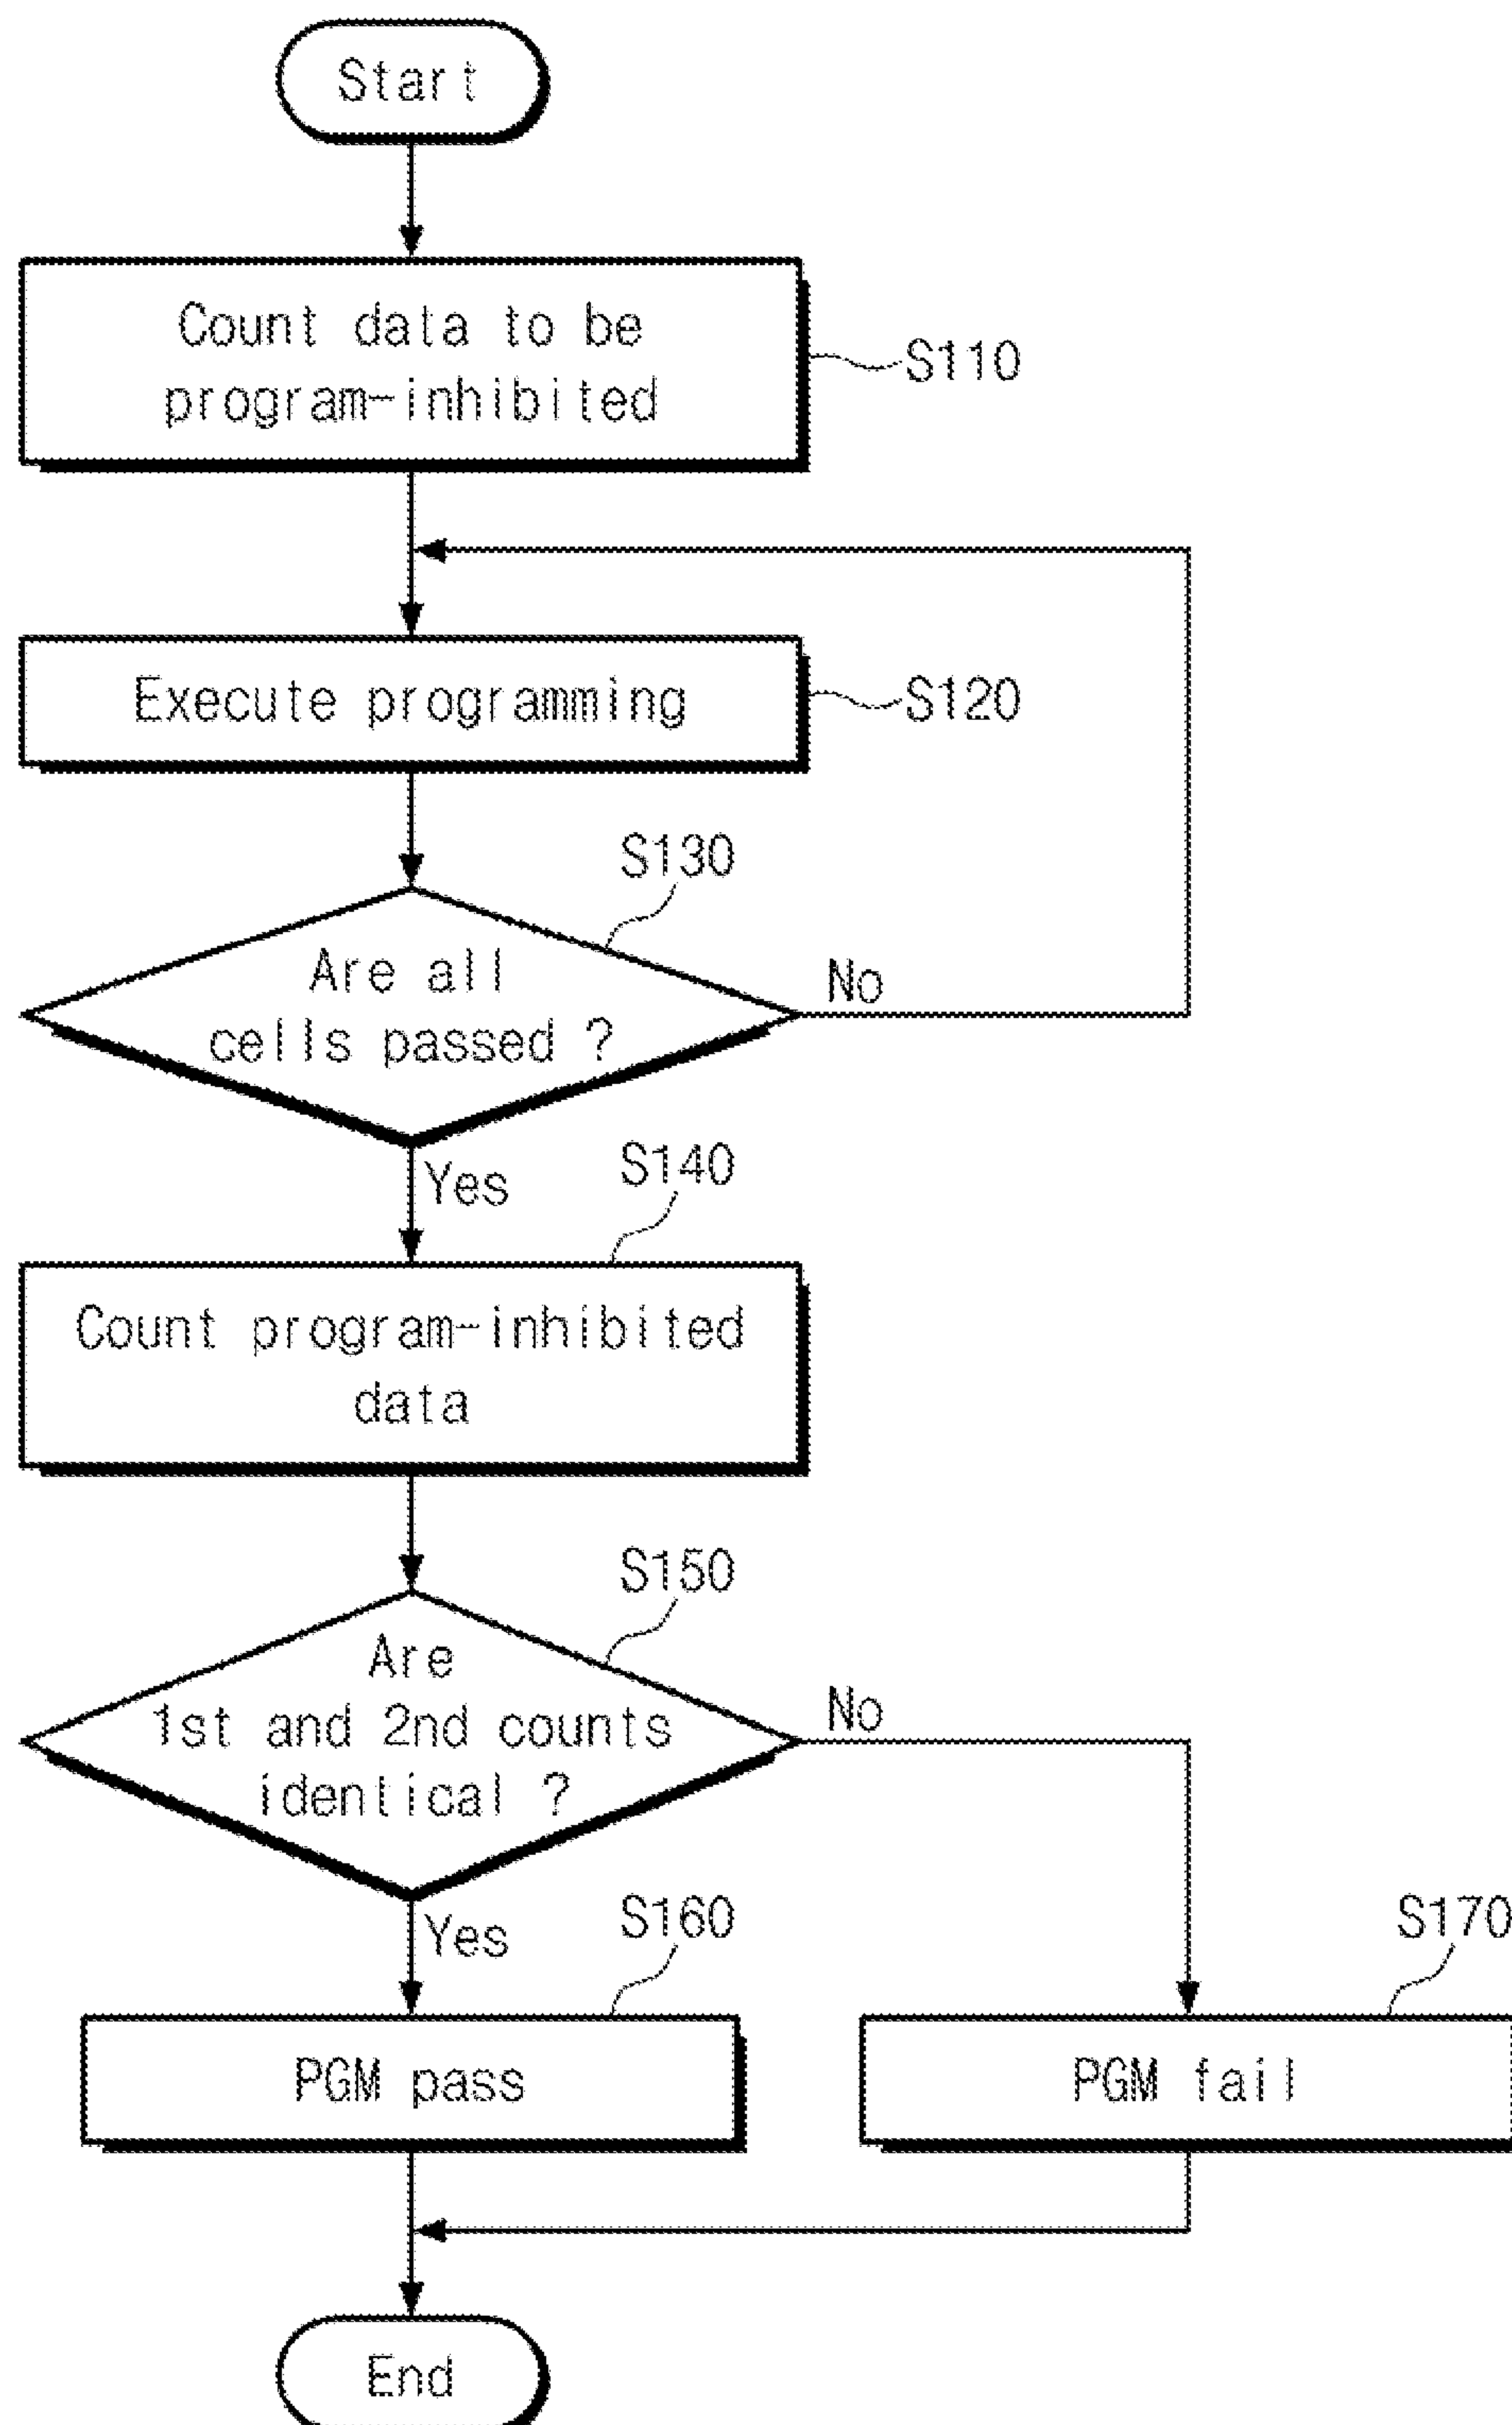 Start
Count data to be
program-inhibited
S110
Execute programming
S120
S130
Are all
cells passed ?
No
Yes
S140
Count program-inhibited
data
S150
Are
1st and 2nd counts
identical ?
No
Yes
S160
S170
PGM pass
PGM fail
End